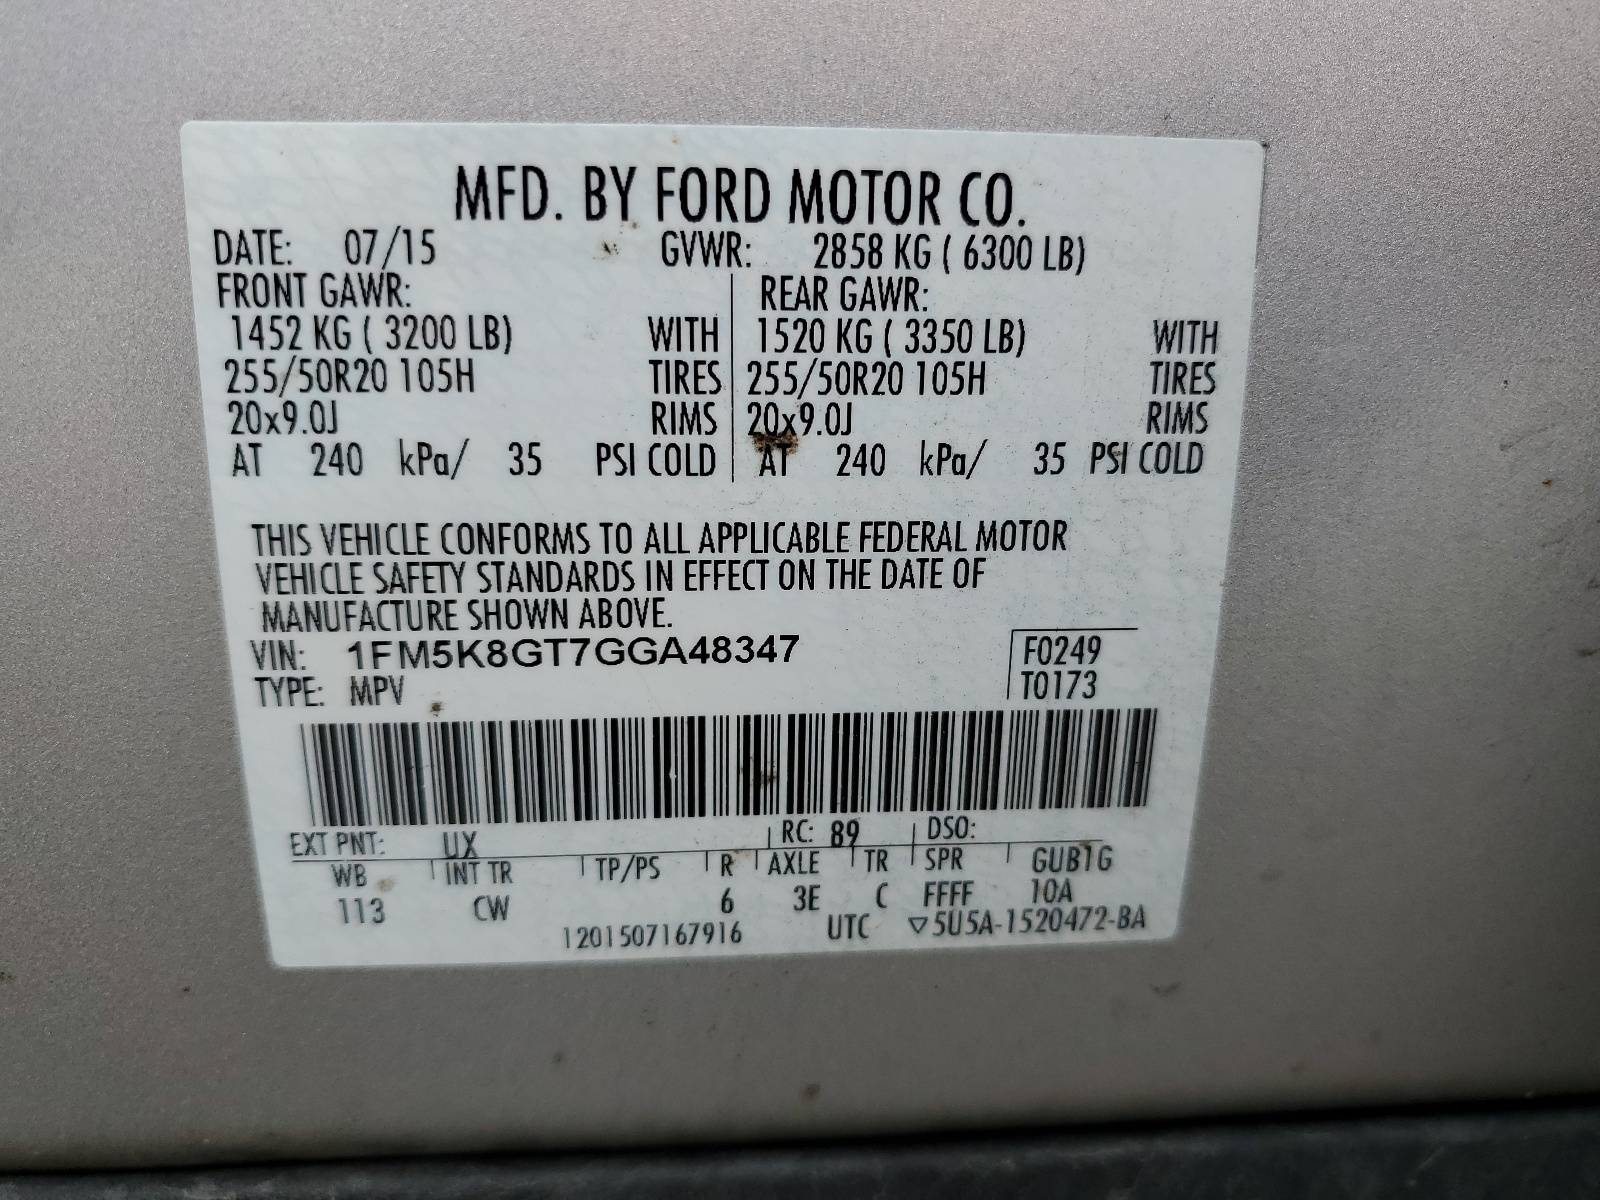 MFD. BY FORD MOTOR CO.
DATE: 07/15 GVWR: 2858 KG ( 6300 LB)
FRONT GAWR: REAR GAWR:
1452 KG ( 3200 LB) WITH 1520 KG ( 3350 LB) WITH
255/50R20 105H TIRES 255/50R20 105H TIRES
20x9.0J RIMS 20x9.0J RIMS
AT 240 kPa/ 35 PSI COLD AT 240 kPa/ 35 PSI COLD
THIS VEHICLE CONFORMS TO ALL APPLICABLE FEDERAL MOTOR
VEHICLE SAFETY STANDARDS IN EFFECT ON THE DATE OF
MANUFACTURE SHOWN ABOVE.
VIN: 1FM5K8GT7GGA48347 F0249
TYPE: MPV T0173
EXT PNT: UX RC: 89 DSO:
WB INT TR TP/PS R AXLE TR SPR GUB1G
113 CW 6 3E C FFFF 10A
1201507167916 UTC ▽5U5A-1520472-BA